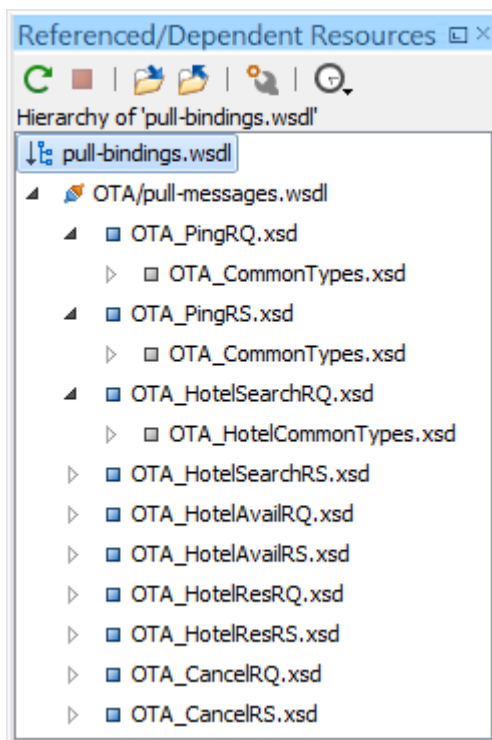 Referenced/Dependent Resources
Hierarchy of 'pull-bindings.wsdl'
pull-bindings.wsdl
OTA/pull-messages.wsdl
OTA_PingRQ.xsd
OTA_CommonTypes.xsd
OTA_PingRS.xsd
OTA_CommonTypes.xsd
OTA_HotelSearchRQ.xsd
OTA_HotelCommonTypes.xsd
OTA_HotelSearchRS.xsd
OTA_HotelAvailRQ.xsd
OTA_HotelAvailRS.xsd
OTA_HotelResRQ.xsd
OTA_HotelResRS.xsd
OTA_CancelRQ.xsd
OTA_CancelRS.xsd